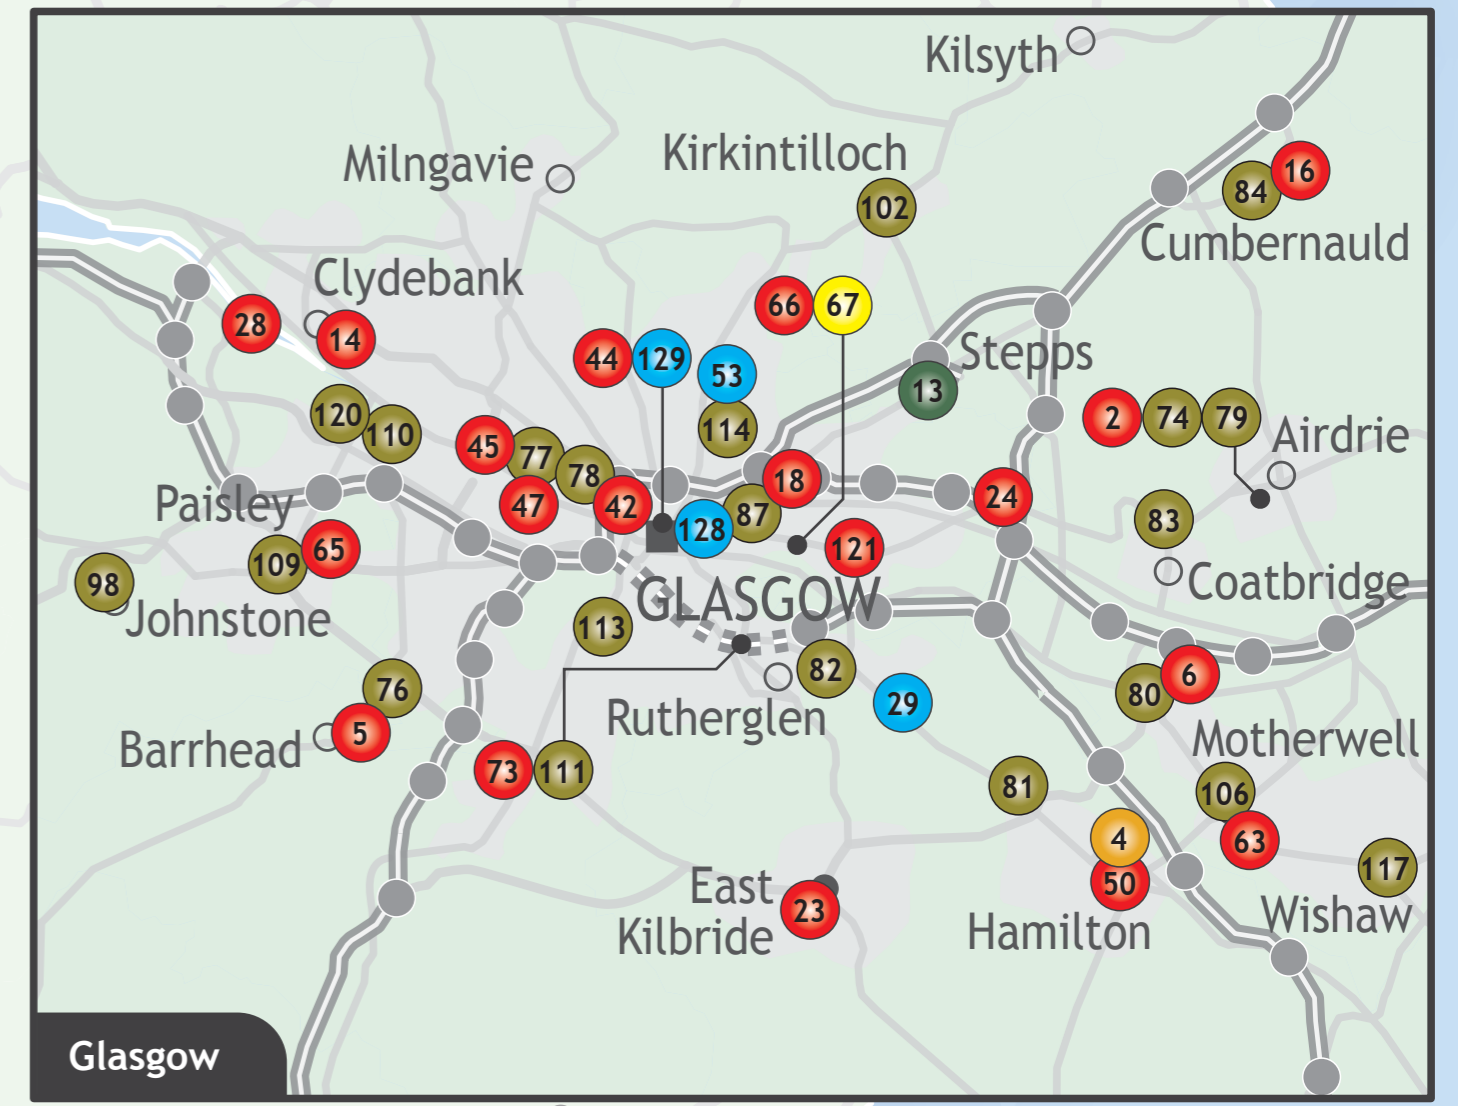 Kilsyth
Milngavie
Kirkintilloch
16
84
102
Cumbernauld
Clydebank
66 67
28
14
44 129
53
Stepps
13
120
110
114
2 74 79
Airdrie
45
77
78
18
Paisley
47
42
24
128
87
83
109
65
121
98
Coatbridge
Johnstone
GLASGOW
113
76
82
6
80
29
5
Barrhead
Rutherglen
Motherwell
73 111
81
106
4
63
117
50
East
Kilbride
23
Hamilton
Wishaw
Glasgow